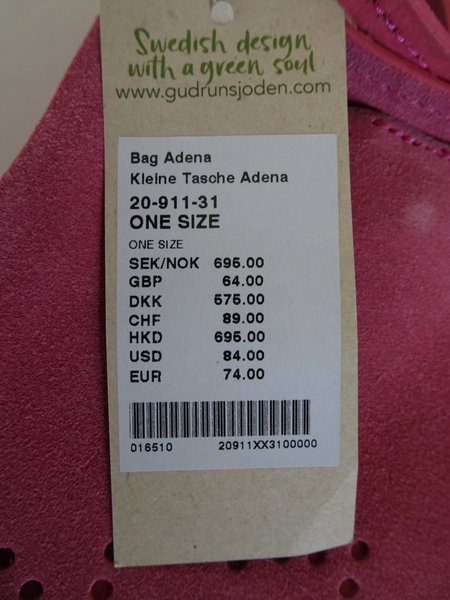 Swedish design
with a green soul
www.gudrunsjoden.com
Bag Adena
Kleine Tasche Adena
20-911-31
ONE SIZE
ONE SIZE
SEK/NOK 695.00
GBP 64.00
DKK 575.00
CHF 89.00
HKD 695.00
USD 84.00
EUR 74.00
016510 20911XX3100000